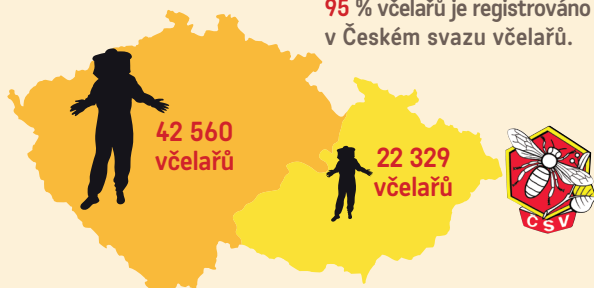 95 % včelařů je registrováno
v Českém svazu včelařů.
42 560
včelařů
22 329
včelařů
ČSV